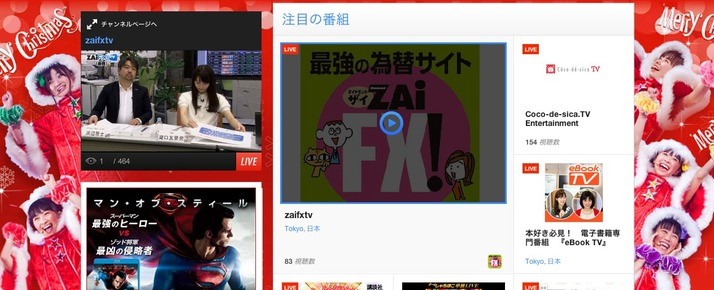 Merry Christmas
チャンネルページへ
zaifxtv
1 / 464
LIVE
マン・オブ・スティール
スーパーマン
最強のヒーロー
VS
ゾッド将軍
最凶の侵略者
注目の番組
LIVE
最強の為替サイト
ザイ
ZAi
FX!
zaifxtv
Tokyo, 日本
83 視聴数
LIVE
Coco-de-sica TV
Coco-de-sica.TV
Entertainment
154 視聴数
LIVE
eBook
TV
本好き必見！ 電子書籍専
門番組 『eBook TV』
Tokyo, 日本
LIVE
講談社
LIVE
LIVE
Merry Christmas